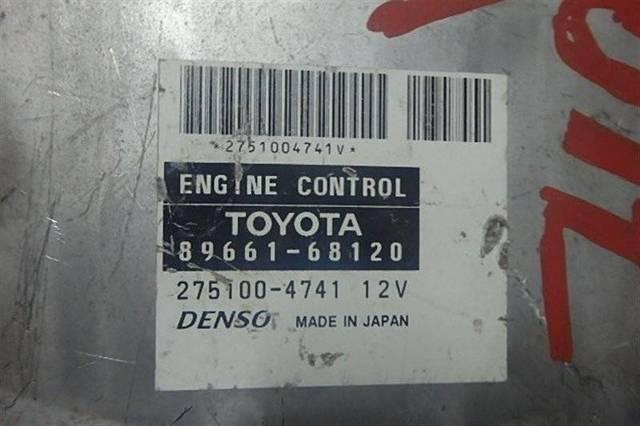 *2751004741V*
ENGINE CONTROL
TOYOTA
89661-68120
275100-4741 12V
DENSO MADE IN JAPAN